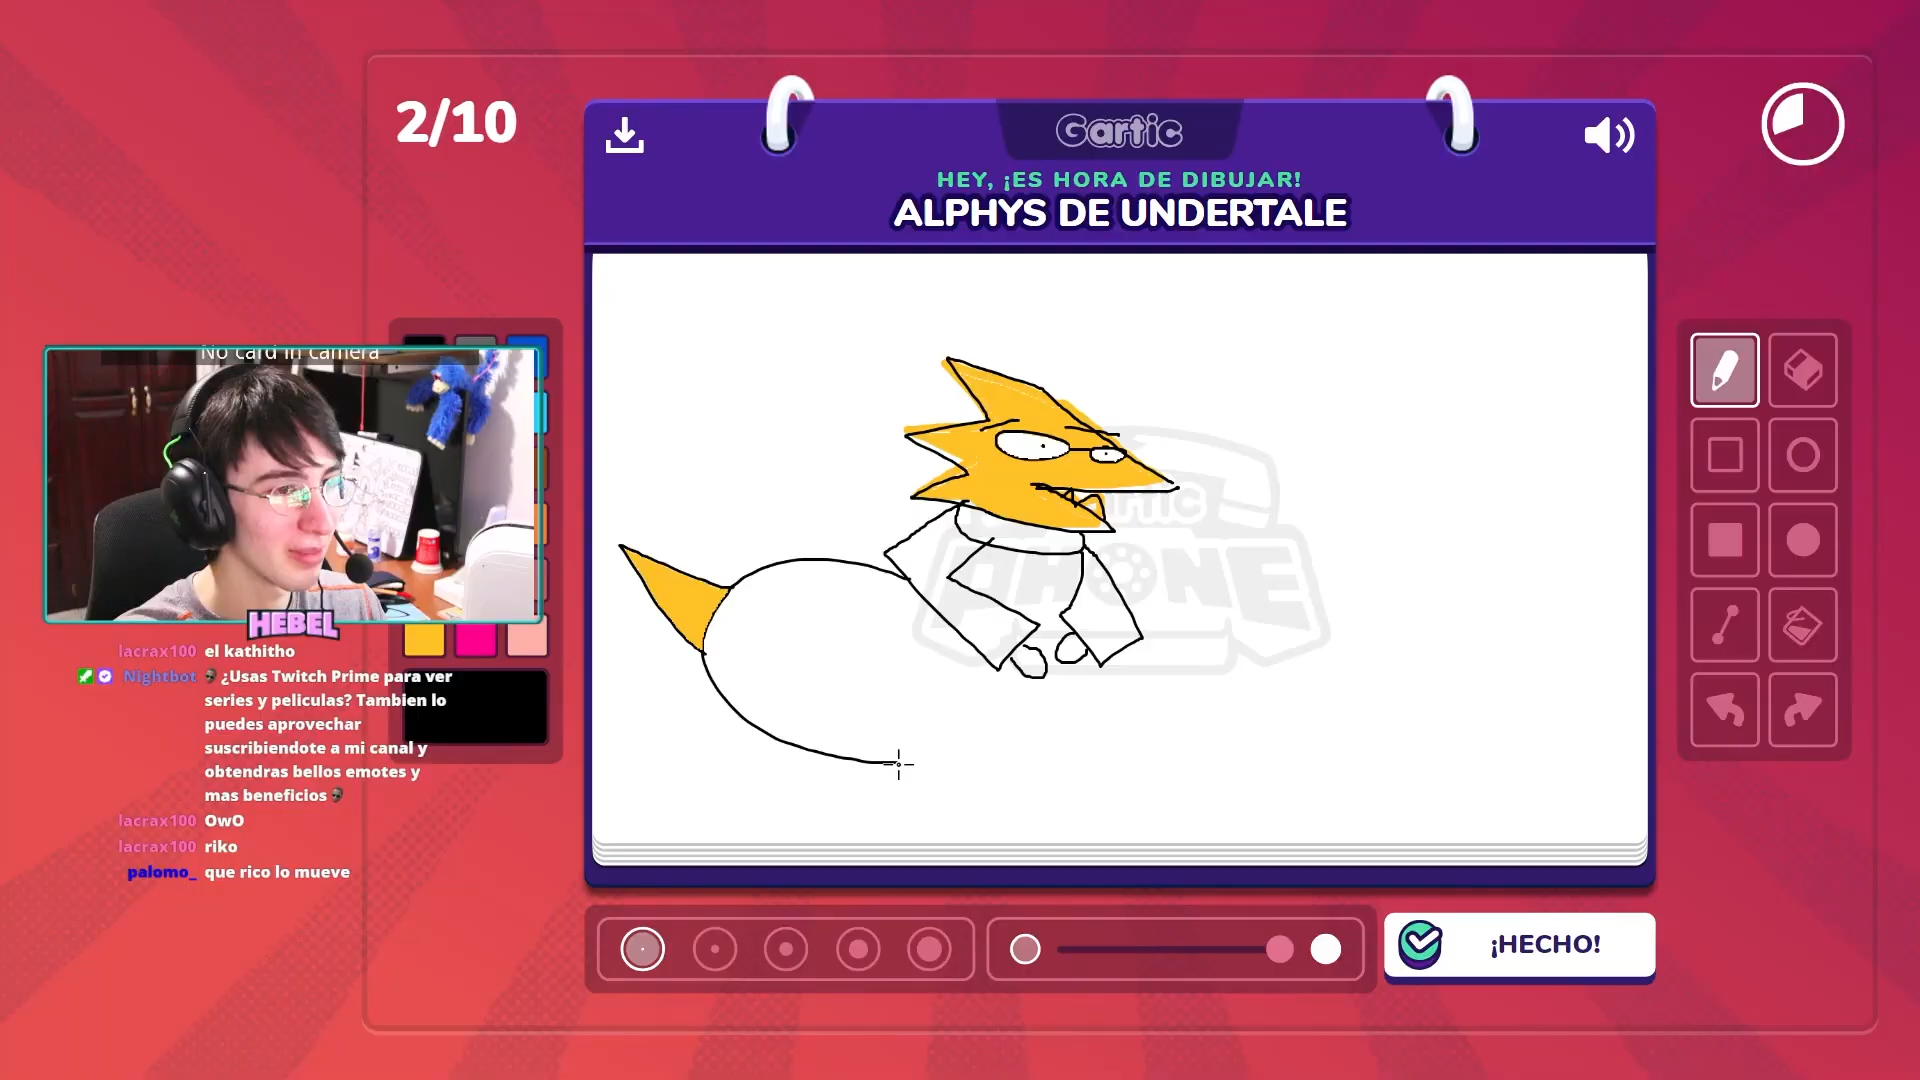 2/10
Gartic
HEY, ¡ES HORA DE DIBUJAR!
ALPHYS DE UNDERTALE
No card in camera
GARTIC
PHONE
HEBEL
lacrax100 el kathitho
Nightbot ¿Usas Twitch Prime para ver
series y peliculas? Tambien lo
puedes aprovechar
suscribiendote a mi canal y
obtendras bellos emotes y
mas beneficios
lacrax100 OwO
lacrax100 riko
palomo_ que rico lo mueve
¡HECHO!